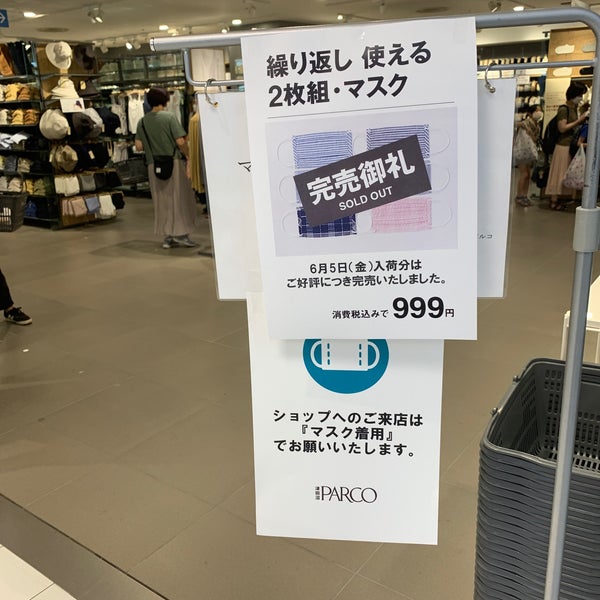 繰り返し 使える
2枚組・マスク
完売御礼
SOLD OUT
6月5日(金)入荷分は
ご好評につき完売いたしました。
消費税込みで 999円
ショップへのご来店は
『マスク着用』
でお願いいたします。
津田沼 PARCO